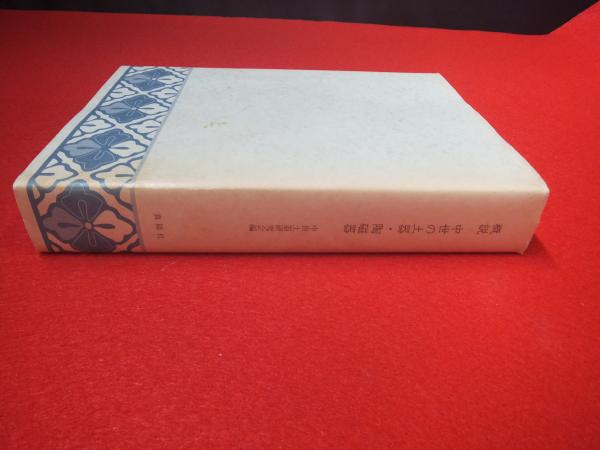 概説 中世の土器・陶磁器
中世土器研究会編
真陽社